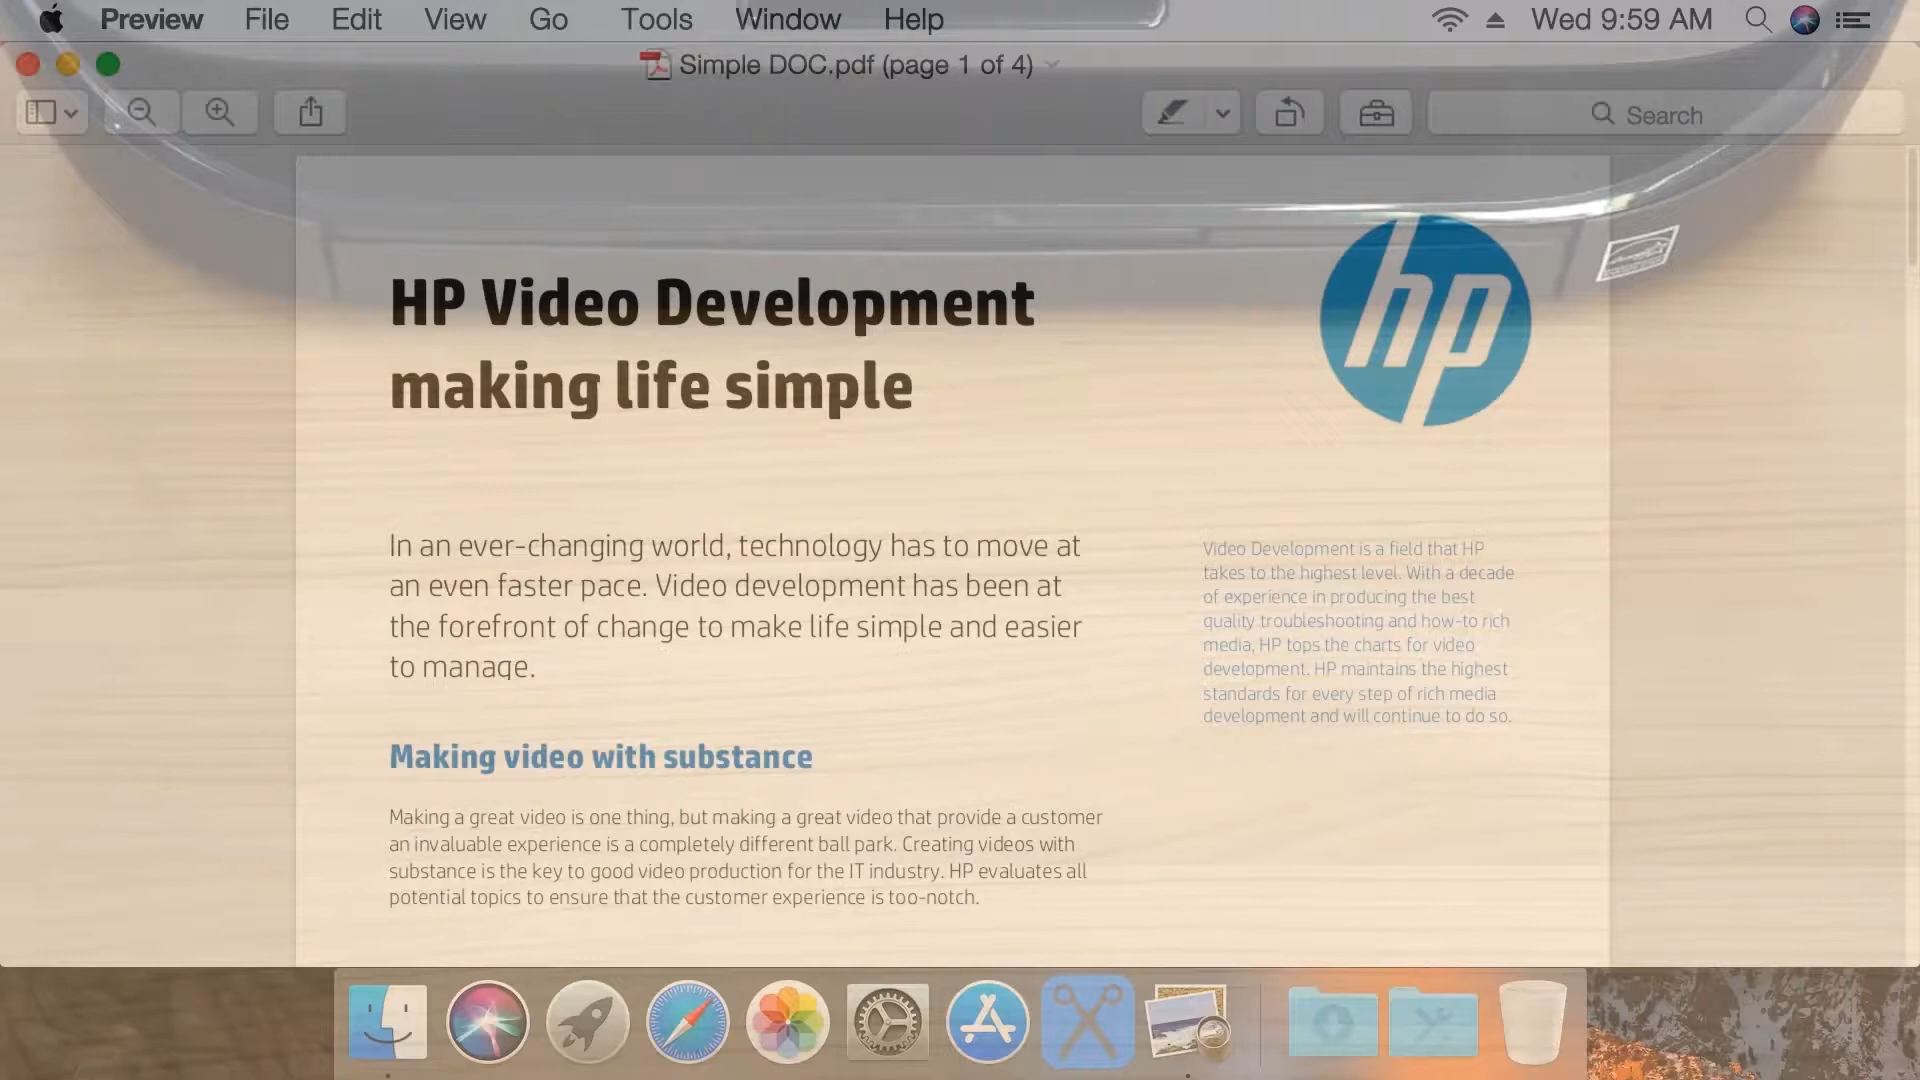 Preview File Edit View Go Tools Window Help Wed 9:59 AM
Simple DOC.pdf (page 1 of 4)
Search
HP Video Development
making life simple
hp
In an ever-changing world, technology has to move at
an even faster pace. Video development has been at
the forefront of change to make life simple and easier
to manage.
Video Development is a field that HP
takes to the highest level. With a decade
of experience in producing the best
quality troubleshooting and how-to rich
media, HP tops the charts for video
development. HP maintains the highest
standards for every step of rich media
development and will continue to do so.
Making video with substance
Making a great video is one thing, but making a great video that provide a customer
an invaluable experience is a completely different ball park. Creating videos with
substance is the key to good video production for the IT industry. HP evaluates all
potential topics to ensure that the customer experience is too-notch.